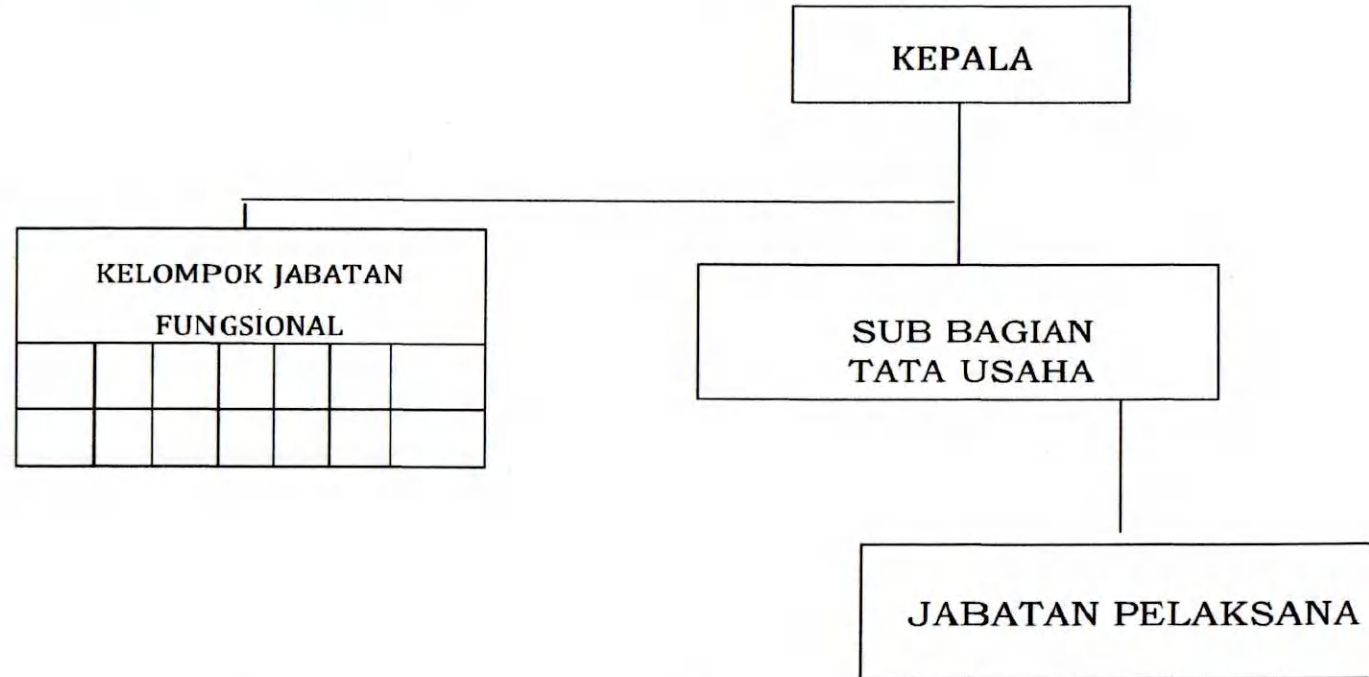 KEPALA
KELOMPOK JABATAN
FUNGSIONAL
SUB BAGIAN
TATA USAHA
JABATAN PELAKSANA